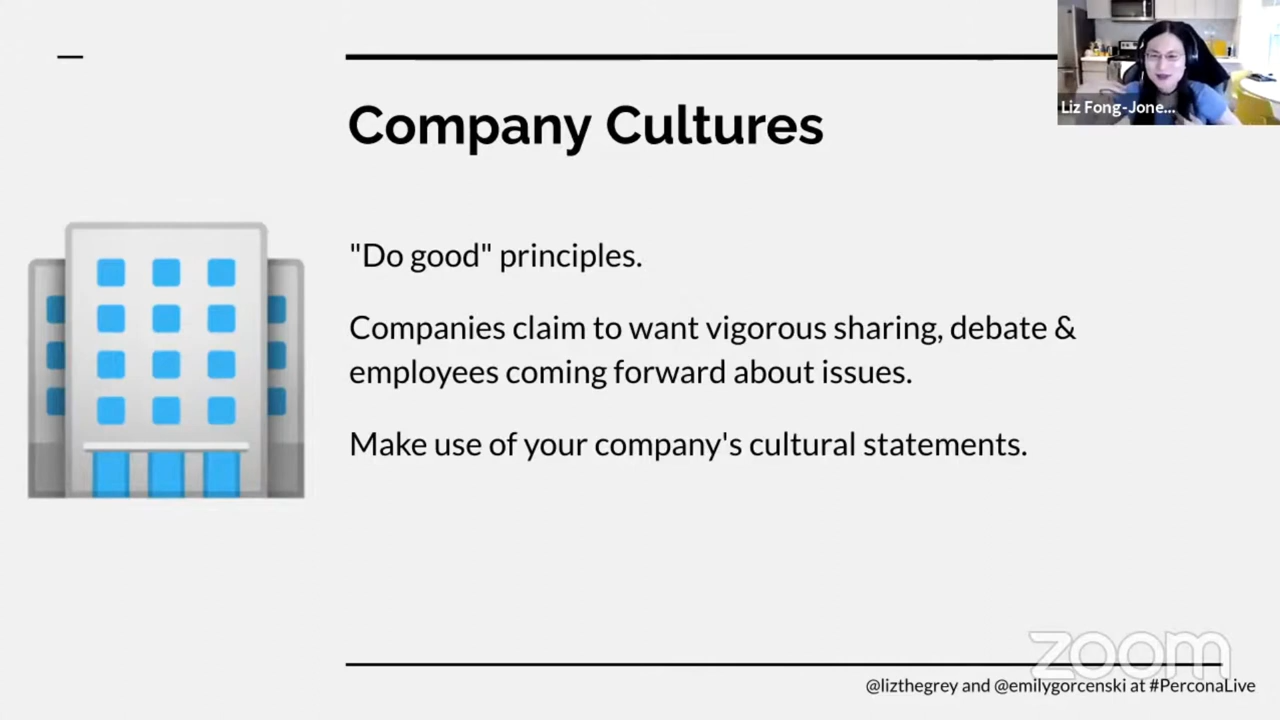 Liz Fong-Jone...
Company Cultures
"Do good" principles.
Companies claim to want vigorous sharing, debate &
employees coming forward about issues.
Make use of your company's cultural statements.
zoom
@lizthegrey and @emilygorcenski at #PerconaLive